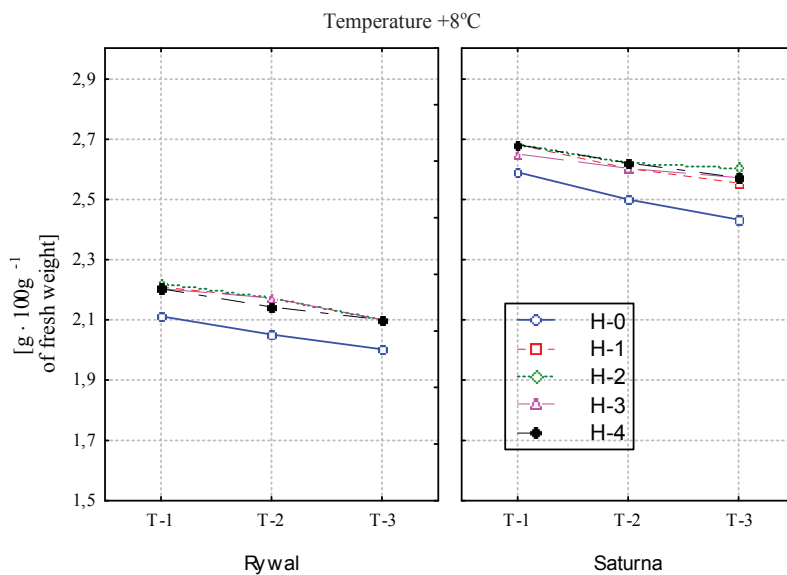 Temperature +8°C
[g · 100g⁻¹
of fresh weight]
2,9
2,7
2,5
2,3
2,1
1,9
1,7
1,5
T-1 T-2 T-3
T-1 T-2 T-3
Rywal
Saturna
H-0
H-1
H-2
H-3
H-4